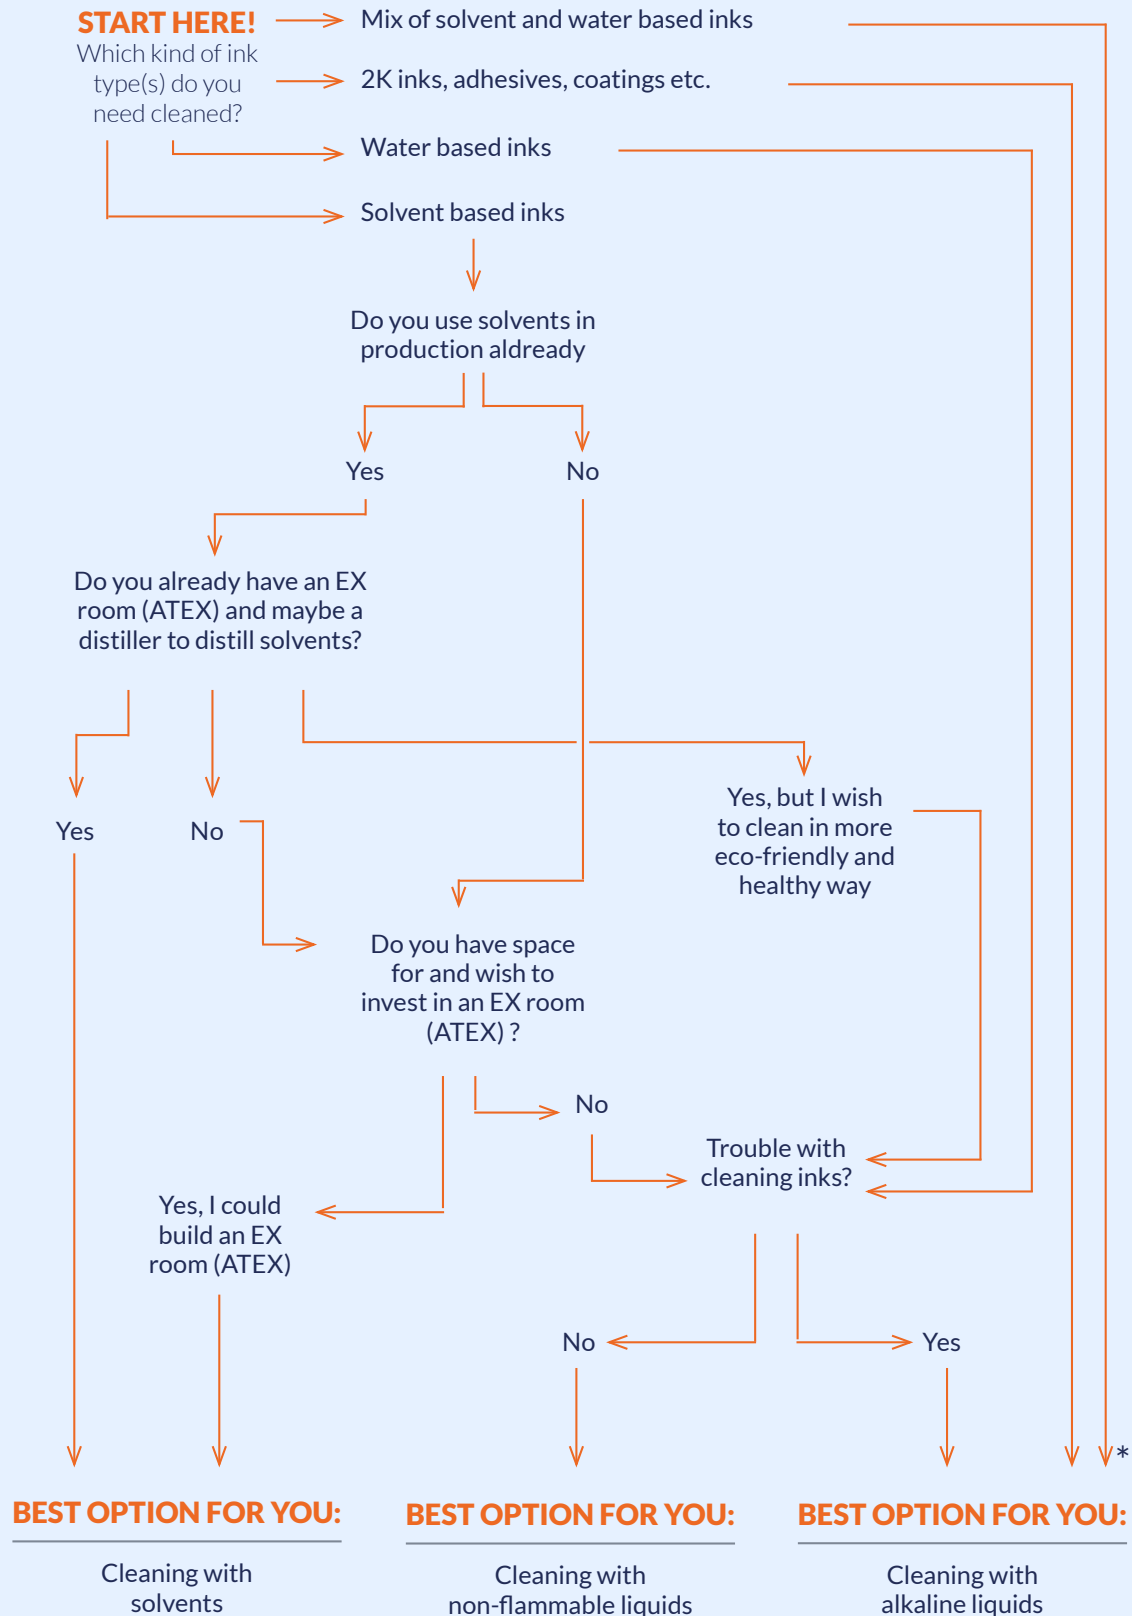 START HERE!
Which kind of ink
type(s) do you
need cleaned?
Mix of solvent and water based inks
2K inks, adhesives, coatings etc.
Water based inks
Solvent based inks
Do you use solvents in
production aldready
Yes
No
Do you already have an EX
room (ATEX) and maybe a
distiller to distill solvents?
Yes
No
Yes, but I wish
to clean in more
eco-friendly and
healthy way
Do you have space
for and wish to
invest in an EX room
(ATEX) ?
No
Trouble with
cleaning inks?
Yes, I could
build an EX
room (ATEX)
No
Yes
*
BEST OPTION FOR YOU:
Cleaning with
solvents
BEST OPTION FOR YOU:
Cleaning with
non-flammable liquids
BEST OPTION FOR YOU:
Cleaning with
alkaline liquids